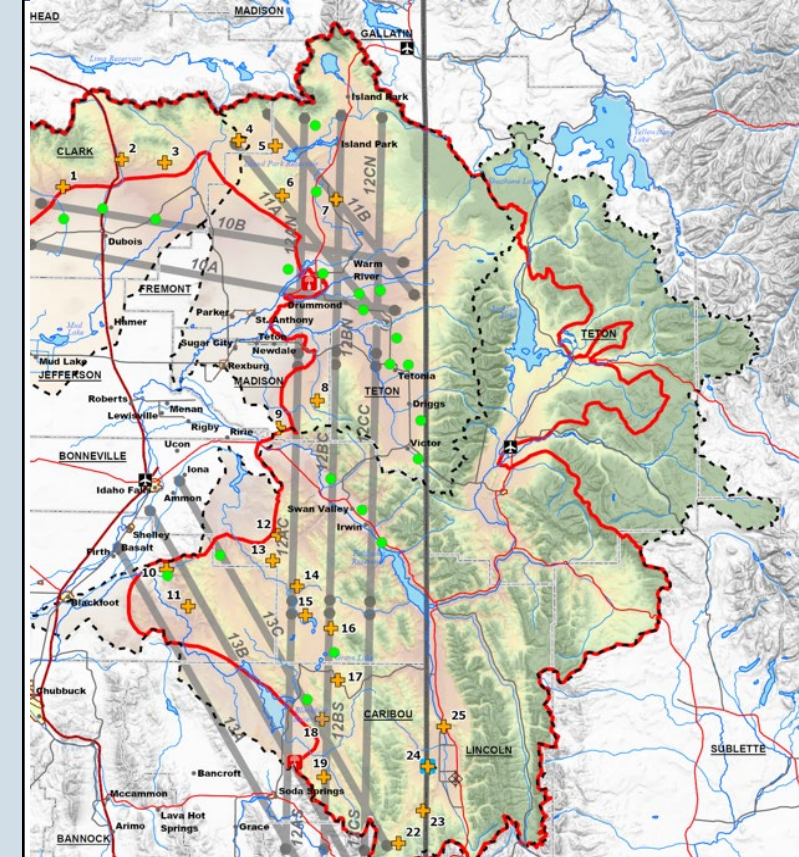 HEAD
MADISON
GALLATIN
Island Park
CLARK
1
2
3
4
5
Island Park
6
7
11A
11B
12CN
10B
10A
Dubois
Warm
River
FREMONT
Drummond
Parker
St. Anthony
Teton
Newdale
Sugar City
Hamer
Mud
Lake
Mud Lake
JEFFERSON
Rexburg
MADISON
12BN
TETON
Tetonia
TETON
Roberts
Menan
Lewisville
Rigby
Ririe
8
9
Driggs
Victor
12CC
12BC
Ucon
BONNEVILLE
Iona
Idaho Falls
Ammon
Swan Valley
Irwin
Shelley
Basalt
Firth
12
12AC
13
10
14
11
15
16
Blackfoot
13C
13B
17
Chubbuck
CARIBOU
12BS
18
25
LINCOLN
SUBLETTE
13A
24
19
Bancroft
Soda Springs
Mccammon
Lava Hot
Springs
Arimo
Grace
12AS
12CS
23
22
BANNOCK